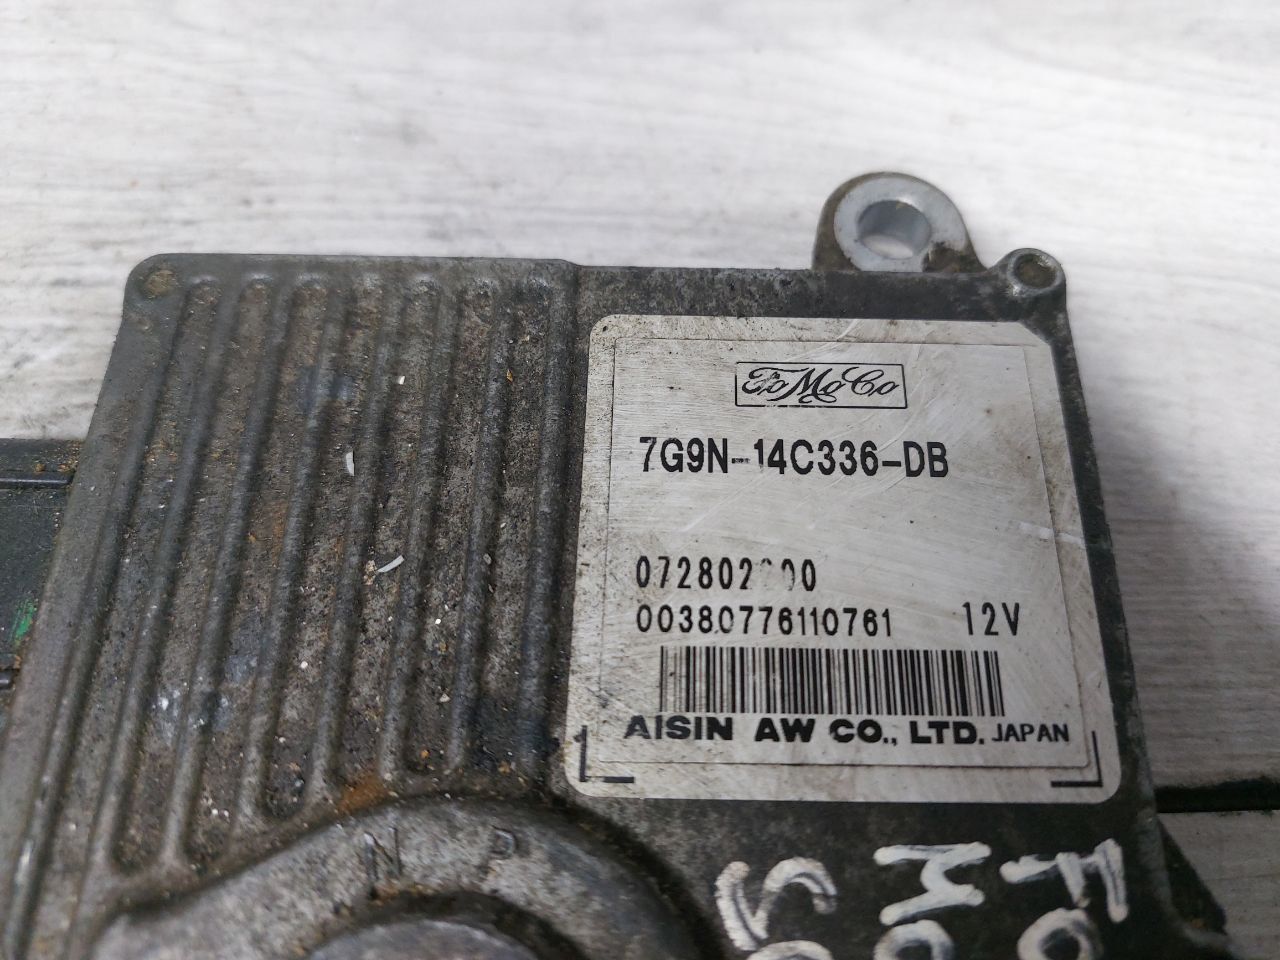 FoMoCo
7G9N-14C336-DB
00380776110761 12V
AISIN AW CO., LTD. JAPAN
N P